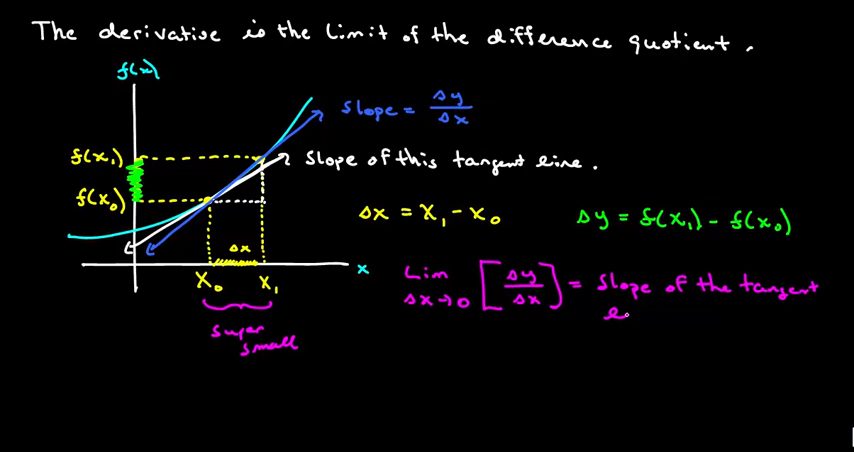 The derivative is the limit of the difference quotient.
f(x)
slope = Δy/Δx
f(x₁)
slope of this tangent line.
f(x₀)
Δx = x₁ - x₀
Δy = f(x₁) - f(x₀)
Δx
x
x₀ x₁
Lim Δx→0 [Δy/Δx] = slope of the tangent
l
super
small